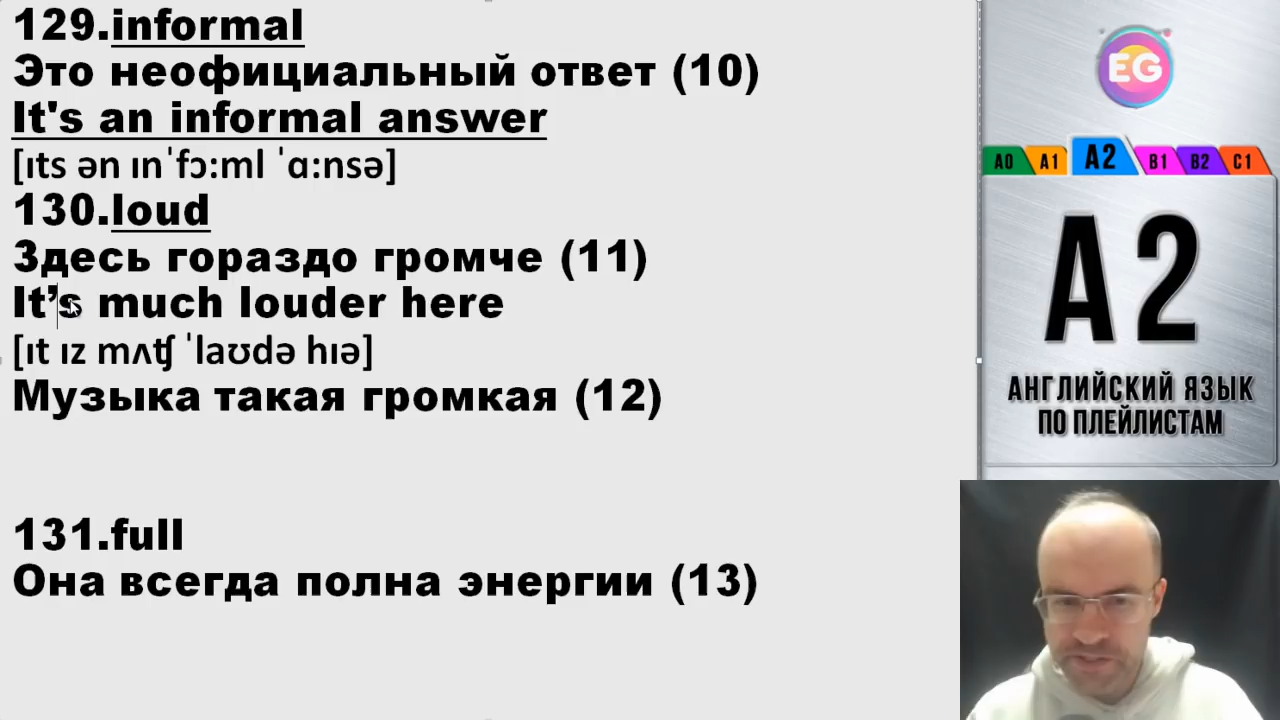 129.informal
Это неофициальный ответ (10)
It's an informal answer
[ɪts ən ɪnˈfɔːml ˈɑːnsə]
130.loud
Здесь гораздо громче (11)
It’s much louder here
[ɪt ɪz mʌʧ ˈlaʊdə hɪə]
Музыка такая громкая (12)
131.full
Она всегда полна энергии (13)
EG
A0 A1 A2 B1 B2 C1
A2
АНГЛИЙСКИЙ ЯЗЫК
ПО ПЛЕЙЛИСТАМ